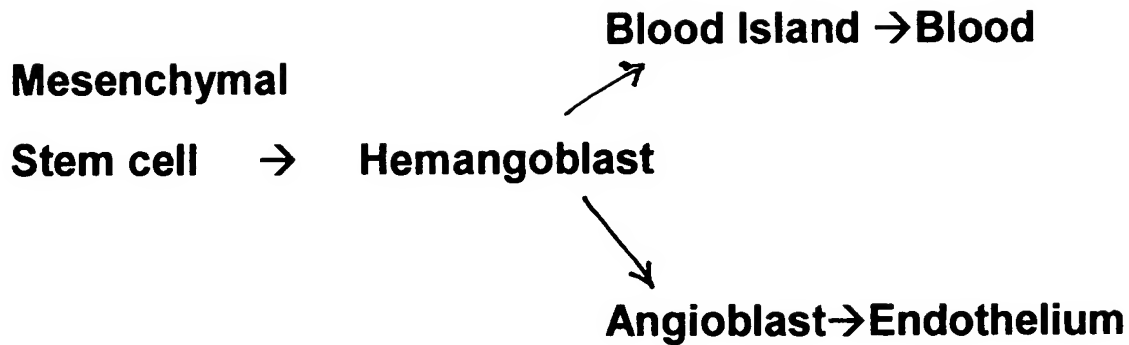 Blood Island →Blood
Mesenchymal
Stem cell → Hemangoblast
Angioblast→Endothelium